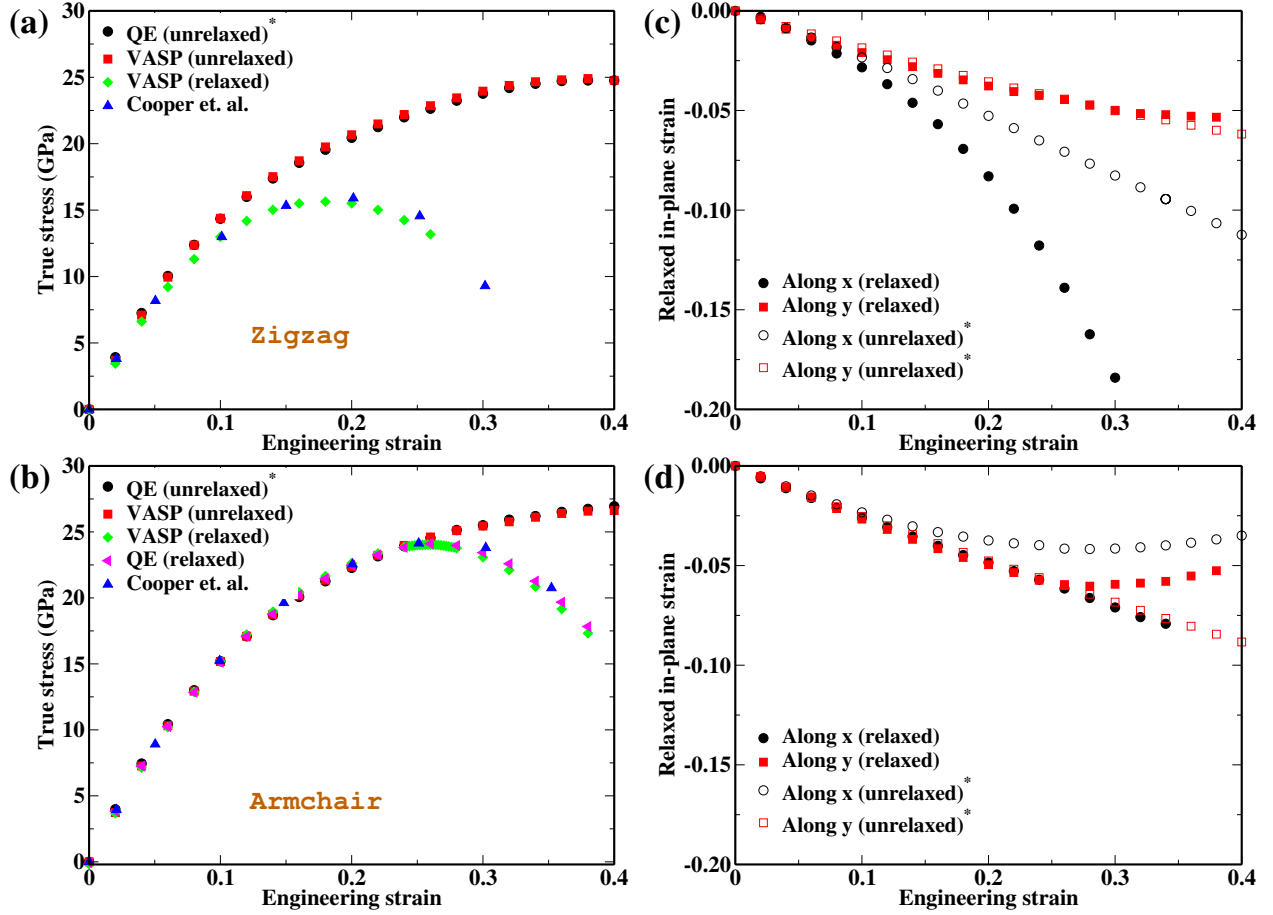 (a)
30
25
20
15
10
5
0
True stress (GPa)
QE (unrelaxed)*
VASP (unrelaxed)
VASP (relaxed)
Cooper et. al.
Zigzag
0 0.1 0.2 0.3 0.4
Engineering strain
(c)
0.00
-0.05
-0.10
-0.15
-0.20
Relaxed in-plane strain
Along x (relaxed)
Along y (relaxed)
Along x (unrelaxed)*
Along y (unrelaxed)*
0 0.1 0.2 0.3 0.4
Engineering strain
(b)
30
25
20
15
10
5
0
True stress (GPa)
QE (unrelaxed)*
VASP (unrelaxed)
VASP (relaxed)
QE (relaxed)
Cooper et. al.
Armchair
0 0.1 0.2 0.3 0.4
Engineering strain
(d)
0.00
-0.05
-0.10
-0.15
-0.20
Relaxed in-plane strain
Along x (relaxed)
Along y (relaxed)
Along x (unrelaxed)*
Along y (unrelaxed)*
0 0.1 0.2 0.3 0.4
Engineering strain